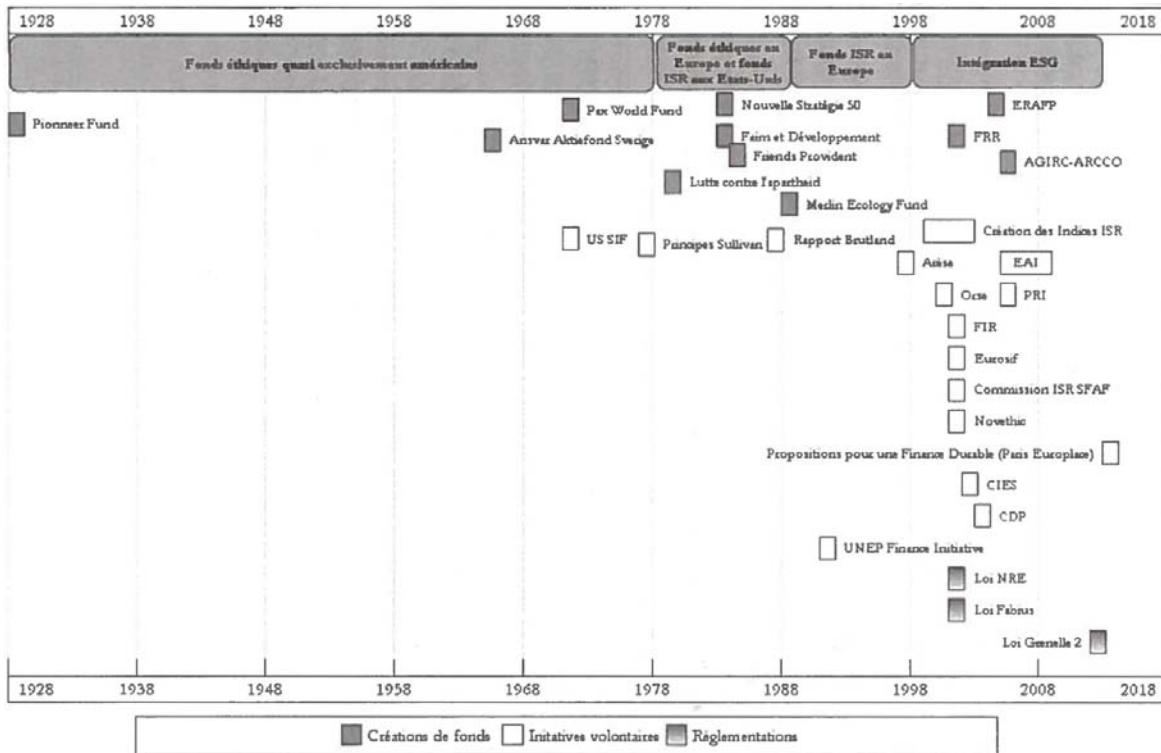 1928 1938 1948 1958 1968 1978 1988 1998 2008 2018
Fonds éthiques quasi exclusivement américains
Fonds éthiques en
Europe et fonds
ISR aux Etats-Unis
Fonds ISR en
Europe
Intégration ESG
Pax World Fund
Nouvelle Stratégie 50
ERAFP
Pionneer Fund
Ansvar Aktiefond Sverige
Faim et Développement
FRR
Friends Provident
AGIRC-ARCCO
Lutte contre l'apartheid
Merlin Ecology Fund
US SIF
Principes Sullivan
Rapport Brutland
Création des Indices ISR
Arèse
EAI
Orse
PRI
FIR
Eurosif
Commission ISR SFAF
Novethic
Propositions pour une Finance Durable (Paris Europlace)
CIES
CDP
UNEP Finance Initiative
Loi NRE
Loi Fabius
Loi Grenelle 2
1928 1938 1948 1958 1968 1978 1988 1998 2008 2018
Créations de fonds Initatives volontaires Réglementations